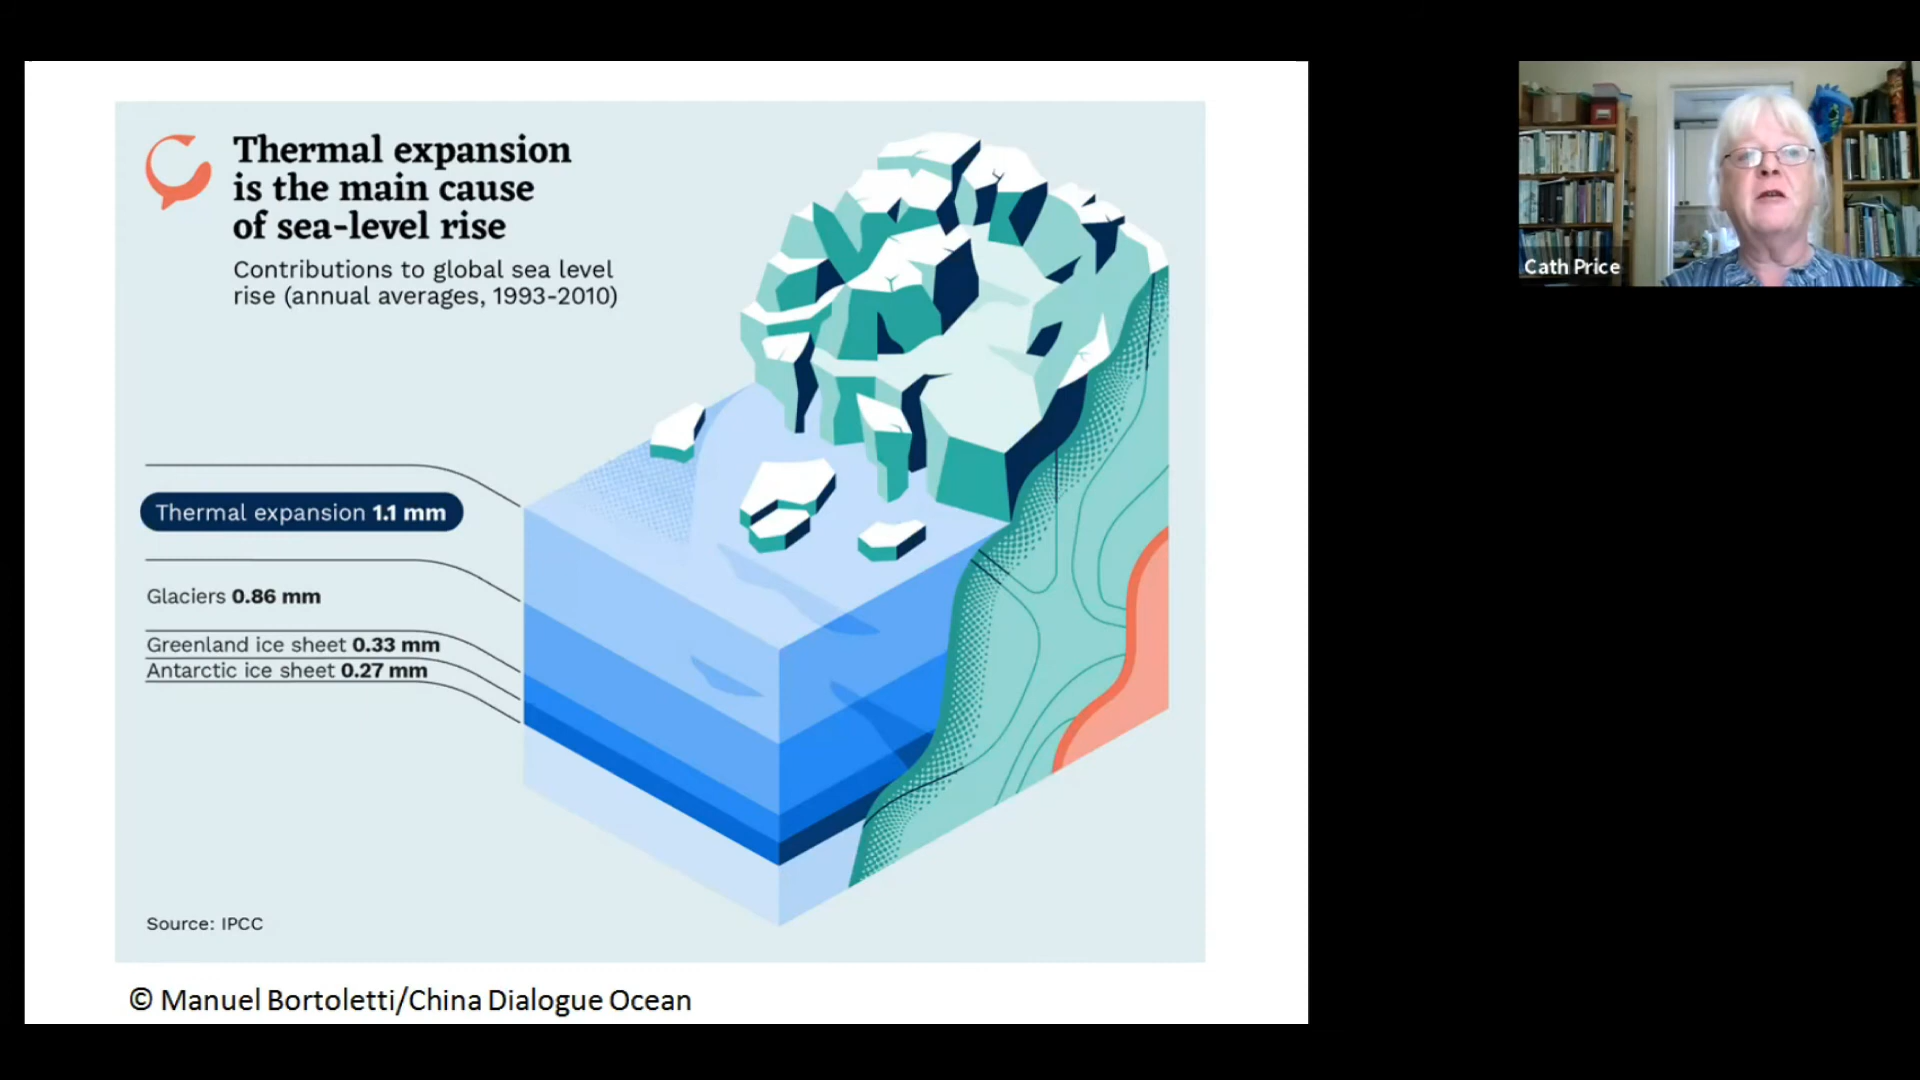 Thermal expansion
is the main cause
of sea-level rise
Contributions to global sea level
rise (annual averages, 1993-2010)
Thermal expansion 1.1 mm
Glaciers 0.86 mm
Greenland ice sheet 0.33 mm
Antarctic ice sheet 0.27 mm
Source: IPCC
© Manuel Bortoletti/China Dialogue Ocean
Cath Price